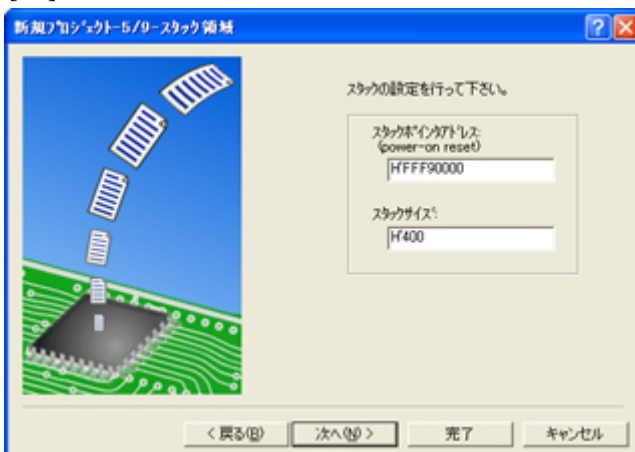 新規ﾌﾟﾛｼﾞｪｸﾄ-5/9-ｽﾀｯｸ領域
ｽﾀｯｸの設定を行って下さい。
ｽﾀｯｸﾎﾟｲﾝﾀｱﾄﾞﾚｽ:
(power-on reset)
H'FFF90000
ｽﾀｯｸｻｲｽﾞ:
H'400
< 戻る(B)
次へ(N) >
完了
キャンセル